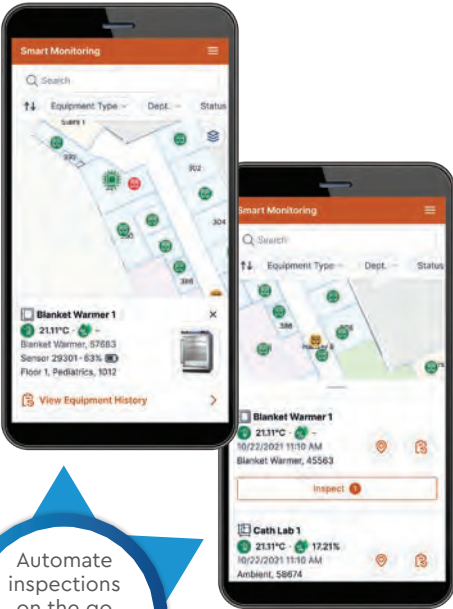 Smart Monitoring
Search
Equipment Type Dept. Status
302
304
386
Blanket Warmer 1
21.11°C · -
Blanket Warmer, 57683
Sensor 29301 · 63%
Floor 1, Pediatrics, 1012
View Equipment History
Smart Monitoring
Search
Equipment Type Dept. Status
386
Blanket Warmer 1
21.11°C · -
10/22/2021 11:10 AM
Blanket Warmer, 45563
Inspect 1
Cath Lab 1
21.11°C · 17.21%
10/22/2021 11:10 AM
Ambient, 58674
Automate
inspections
on the go